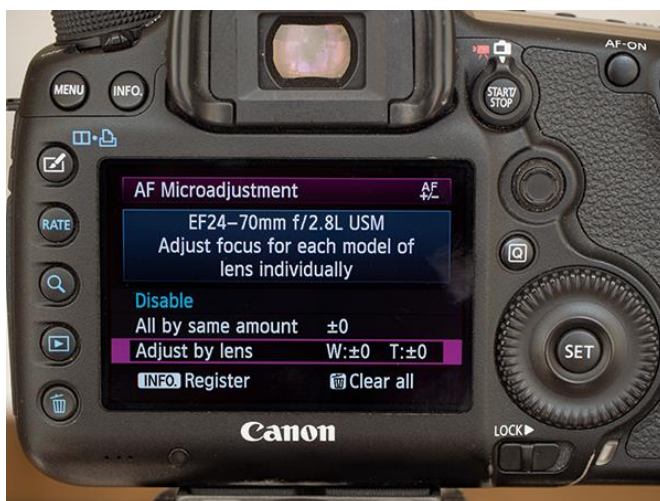 AF-ON
MENU
INFO.
START/
STOP
RATE
AF Microadjustment
AF
+/−
EF24–70mm f/2.8L USM
Adjust focus for each model of
lens individually
Disable
All by same amount ±0
Adjust by lens W:±0 T:±0
INFO. Register Clear all
Q
SET
Canon
LOCK▶